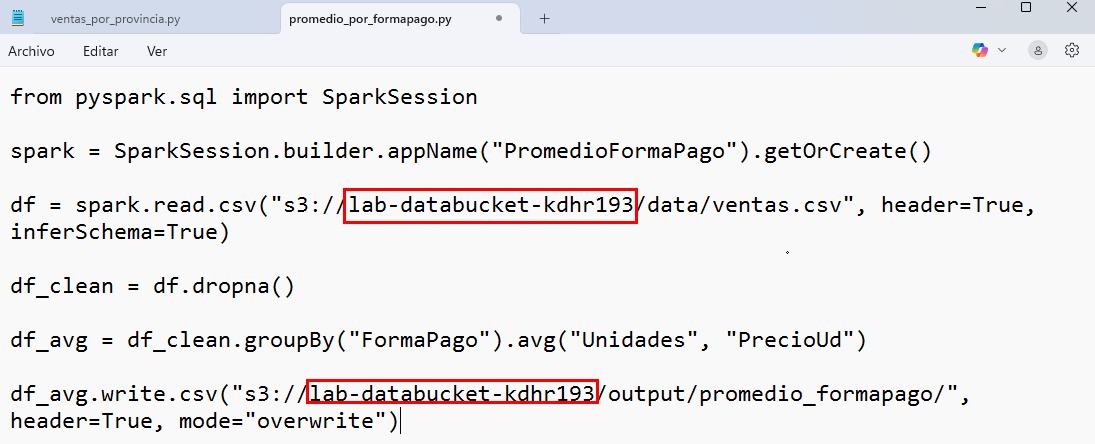 ventas_por_provincia.py
promedio_por_formapago.py
Archivo Editar Ver
from pyspark.sql import SparkSession
spark = SparkSession.builder.appName("PromedioFormaPago").getOrCreate()
df = spark.read.csv("s3://lab-databucket-kdhr193/data/ventas.csv", header=True,
inferSchema=True)
df_clean = df.dropna()
df_avg = df_clean.groupBy("FormaPago").avg("Unidades", "PrecioUd")
df_avg.write.csv("s3://lab-databucket-kdhr193/output/promedio_formapago/",
header=True, mode="overwrite")